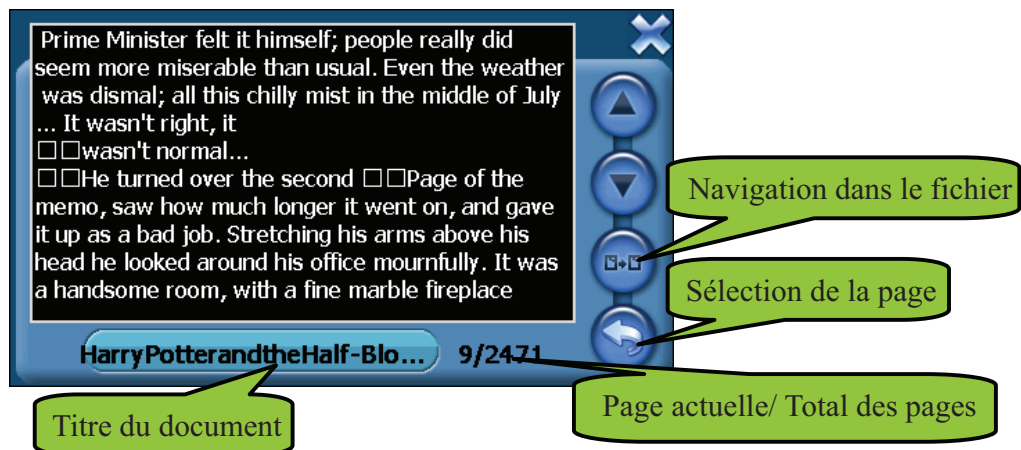 Prime Minister felt it himself; people really did
seem more miserable than usual. Even the weather
was dismal; all this chilly mist in the middle of July
... It wasn't right, it
□□wasn't normal...
□□He turned over the second □□Page of the
memo, saw how much longer it went on, and gave
it up as a bad job. Stretching his arms above his
head he looked around his office mournfully. It was
a handsome room, with a fine marble fireplace
Navigation dans le fichier
Sélection de la page
HarryPotterandtheHalf-Blo... 9/2471
Page actuelle/ Total des pages
Titre du document